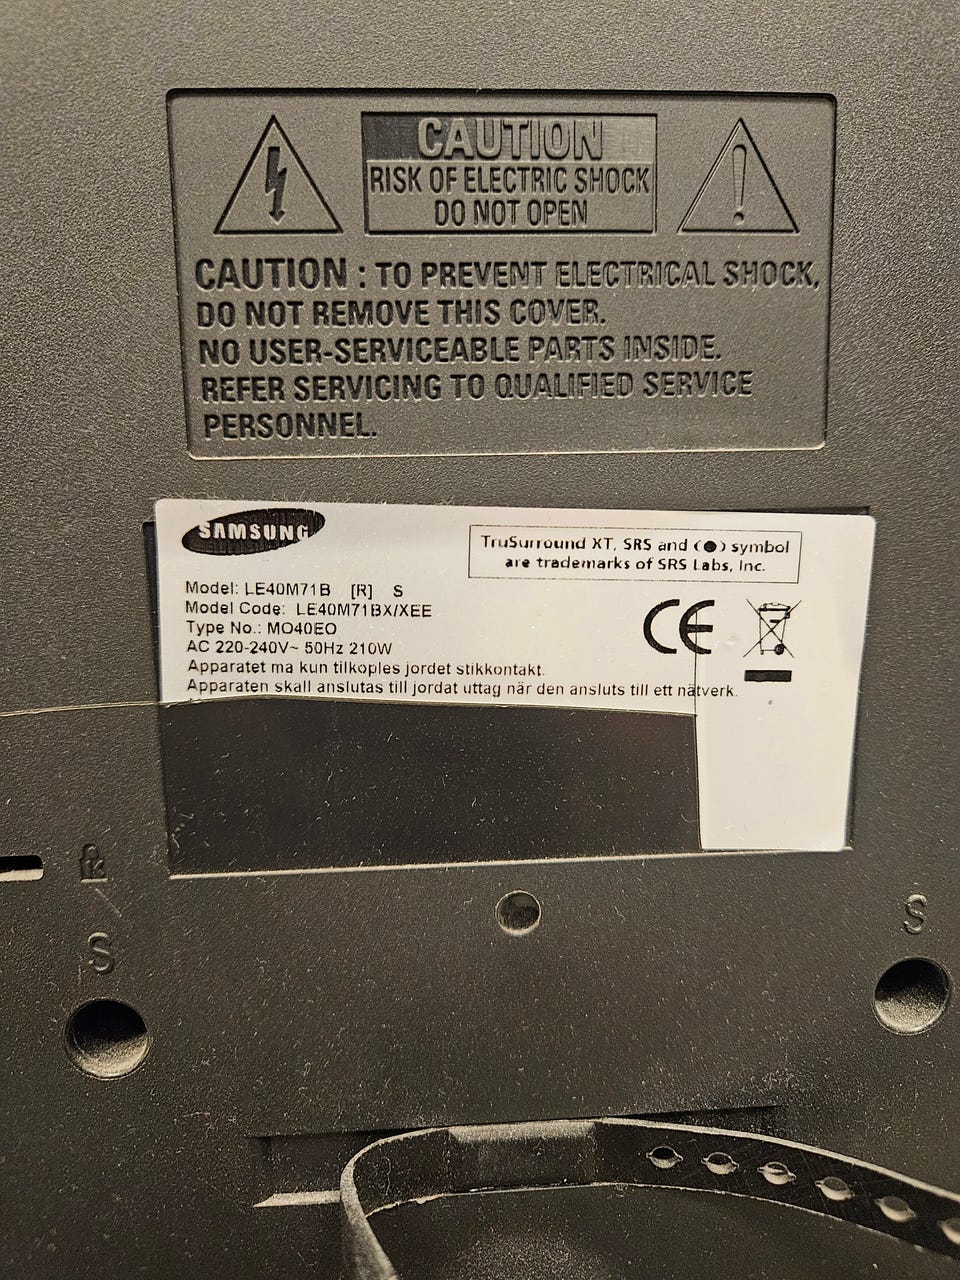 CAUTION
RISK OF ELECTRIC SHOCK
DO NOT OPEN
CAUTION : TO PREVENT ELECTRICAL SHOCK,
DO NOT REMOVE THIS COVER.
NO USER-SERVICEABLE PARTS INSIDE.
REFER SERVICING TO QUALIFIED SERVICE
PERSONNEL.
SAMSUNG
TruSurround XT, SRS and (●) symbol
are trademarks of SRS Labs, Inc.
Model: LE40M71B [R] S
Model Code: LE40M71BX/XEE
Type No.: MO40EO
AC 220-240V~ 50Hz 210W
CE
Apparatet ma kun tilkoples jordet stikkontakt.
Apparaten skall anslutas till jordat uttag når den ansluts till ett nätverk.
K
S
S